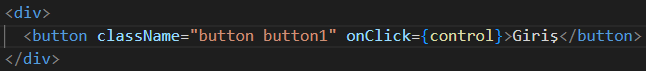 <div>
<button className="button button1" onClick={control}>Giriş</button>
</div>